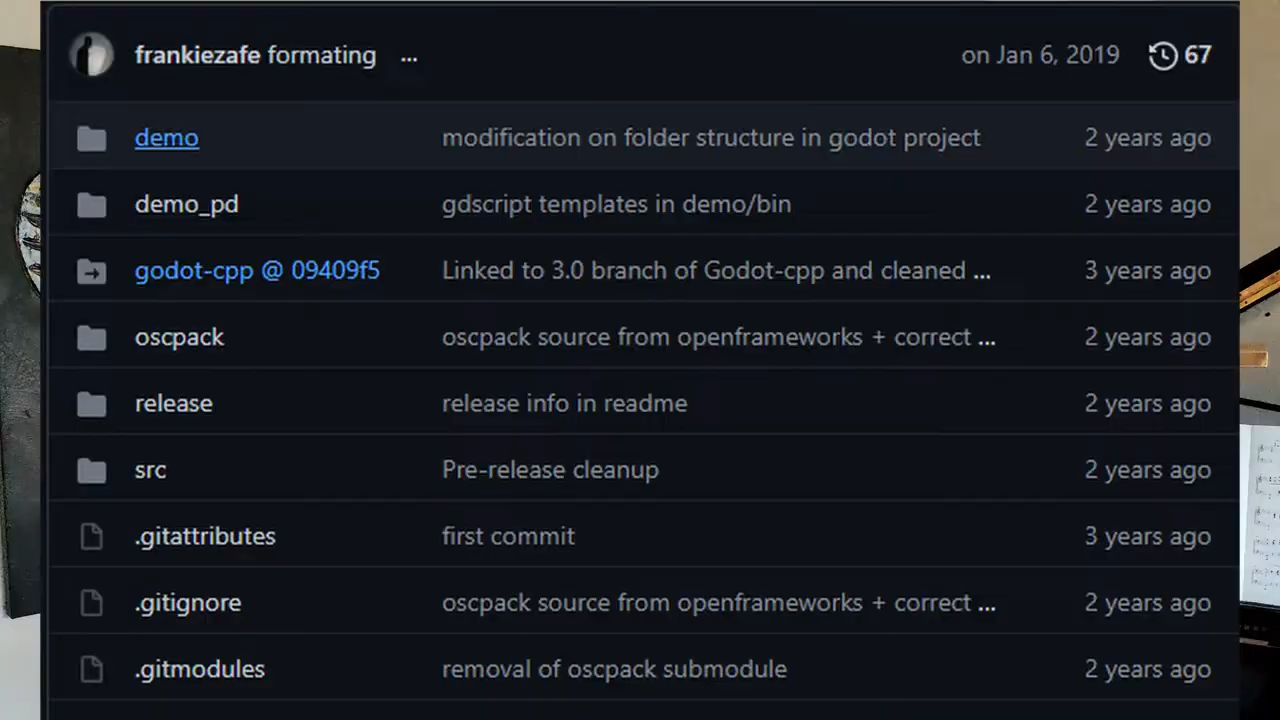 frankiezafe formating ... on Jan 6, 2019 67
demo modification on folder structure in godot project 2 years ago
demo_pd gdscript templates in demo/bin 2 years ago
godot-cpp @ 09409f5 Linked to 3.0 branch of Godot-cpp and cleaned ... 3 years ago
oscpack oscpack source from openframeworks + correct ... 2 years ago
release release info in readme 2 years ago
src Pre-release cleanup 2 years ago
.gitattributes first commit 3 years ago
.gitignore oscpack source from openframeworks + correct ... 2 years ago
.gitmodules removal of oscpack submodule 2 years ago